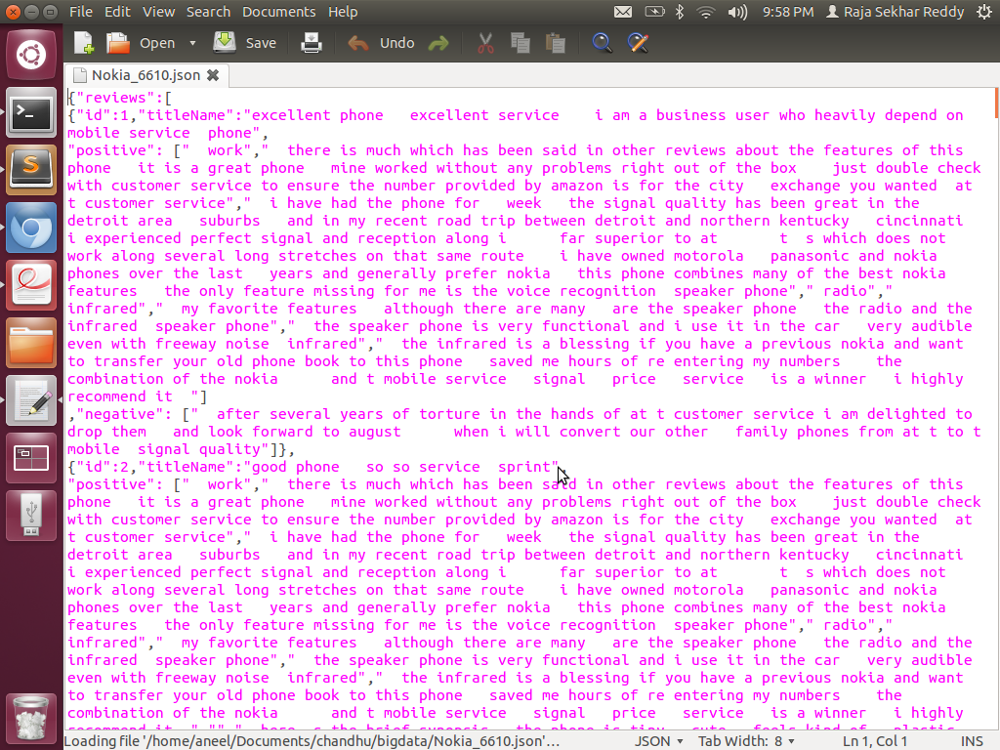 File Edit View Search Documents Help 9:58 PM Raja Sekhar Reddy
Open Save Undo
Nokia_6610.json
{"reviews":[
{"id":1,"titleName":"excellent phone   excellent service    i am a business user who heavily depend on
mobile service  phone",
"positive": ["  work","  there is much which has been said in other reviews about the features of this
phone   it is a great phone   mine worked without any problems right out of the box    just double check
with customer service to ensure the number provided by amazon is for the city   exchange you wanted  at
t customer service","  i have had the phone for   week   the signal quality has been great in the
detroit area   suburbs   and in my recent road trip between detroit and northern kentucky   cincinnati
i experienced perfect signal and reception along i      far superior to at       t  s which does not
work along several long stretches on that same route    i have owned motorola   panasonic and nokia
phones over the last   years and generally prefer nokia   this phone combines many of the best nokia
features   the only feature missing for me is the voice recognition  speaker phone"," radio","
infrared","  my favorite features   although there are many   are the speaker phone   the radio and the
infrared  speaker phone","  the speaker phone is very functional and i use it in the car   very audible
even with freeway noise  infrared","  the infrared is a blessing if you have a previous nokia and want
to transfer your old phone book to this phone   saved me hours of re entering my numbers    the
combination of the nokia      and t mobile service   signal   price   service   is a winner   i highly
recommend it  "]
,"negative": ["  after several years of torture in the hands of at t customer service i am delighted to
drop them   and look forward to august      when i will convert our other   family phones from at t to t
mobile  signal quality"]},
{"id":2,"titleName":"good phone   so so service  sprint",
"positive": ["  work","  there is much which has been said in other reviews about the features of this
phone   it is a great phone   mine worked without any problems right out of the box    just double check
with customer service to ensure the number provided by amazon is for the city   exchange you wanted  at
t customer service","  i have had the phone for   week   the signal quality has been great in the
detroit area   suburbs   and in my recent road trip between detroit and northern kentucky   cincinnati
i experienced perfect signal and reception along i      far superior to at       t  s which does not
work along several long stretches on that same route    i have owned motorola   panasonic and nokia
phones over the last   years and generally prefer nokia   this phone combines many of the best nokia
features   the only feature missing for me is the voice recognition  speaker phone"," radio","
infrared","  my favorite features   although there are many   are the speaker phone   the radio and the
infrared  speaker phone","  the speaker phone is very functional and i use it in the car   very audible
even with freeway noise  infrared","  the infrared is a blessing if you have a previous nokia and want
to transfer your old phone book to this phone   saved me hours of re entering my numbers    the
combination of the nokia      and t mobile service   signal   price   service   is a winner   i highly
recommend it  ","","  here  s the brief synopsis   the phone is tiny   cute   feels kind of   plastic
Loading file '/home/aneel/Documents/chandhu/bigdata/Nokia_6610.json'… JSON Tab Width: 8 Ln 1, Col 1 INS